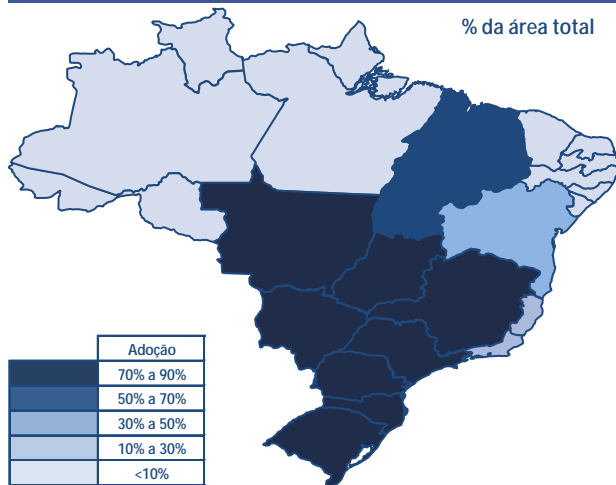 % da área total
Adoção
70% a 90%
50% a 70%
30% a 50%
10% a 30%
<10%